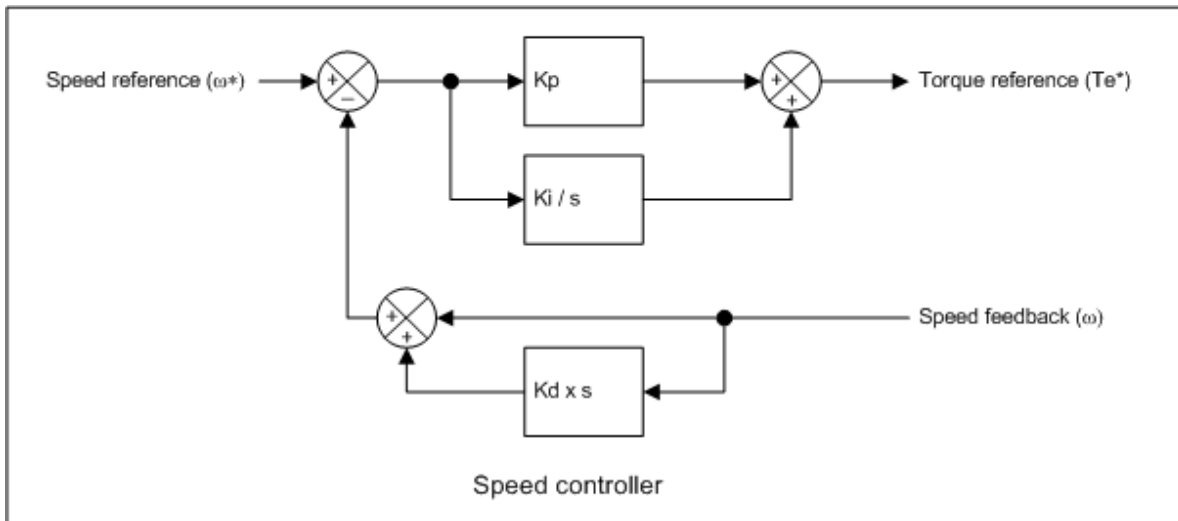 Speed reference (ω*)
+
−
Kp
+
+
Torque reference (Te*)
Ki / s
+
+
Speed feedback (ω)
Kd x s
Speed controller